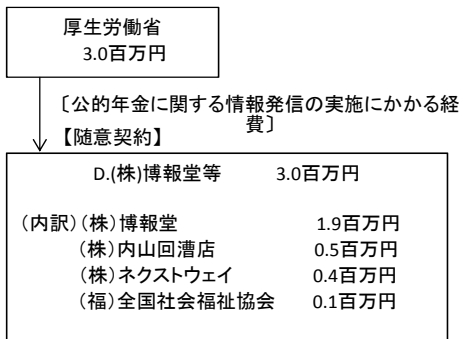 厚生労働省
3.0百万円
〔公的年金に関する情報発信の実施にかかる経費〕
【随意契約】
D.(株)博報堂等 3.0百万円
(内訳)(株)博報堂 1.9百万円
(株)内山回漕店 0.5百万円
(株)ネクストウェイ 0.4百万円
(福)全国社会福祉協会 0.1百万円